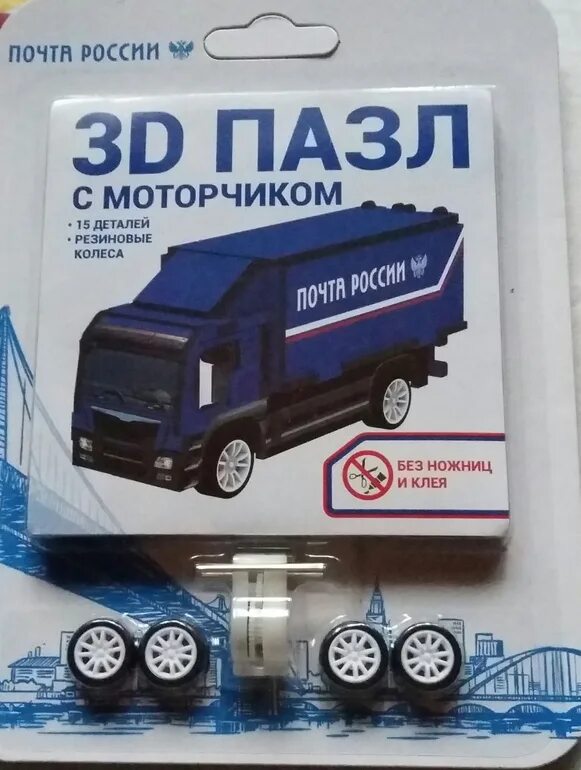 ПОЧТА РОССИИ
3D ПАЗЛ
С МОТОРЧИКОМ
• 15 ДЕТАЛЕЙ
• РЕЗИНОВЫЕ
КОЛЕСА
ПОЧТА РОССИИ
БЕЗ НОЖНИЦ
И КЛЕЯ